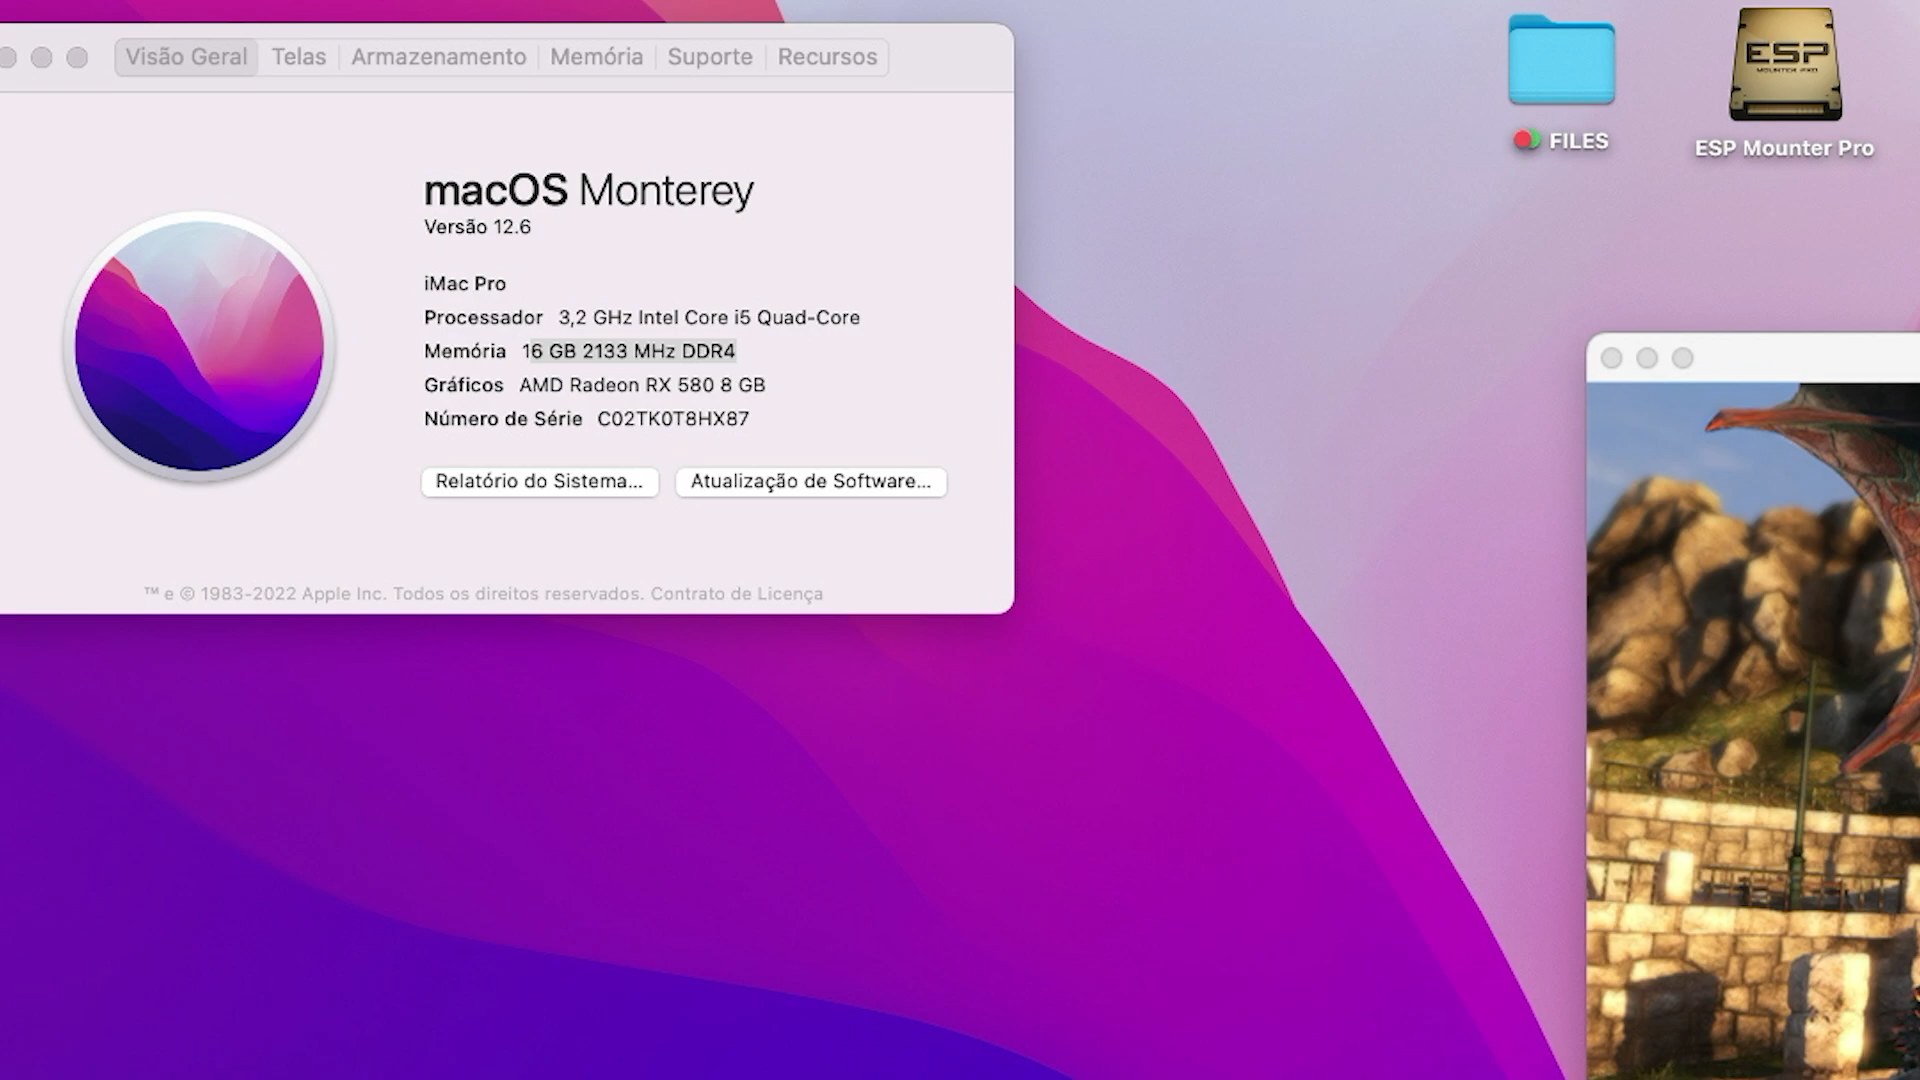 Visão Geral Telas Armazenamento Memória Suporte Recursos
macOS Monterey
Versão 12.6
iMac Pro
Processador 3,2 GHz Intel Core i5 Quad-Core
Memória 16 GB 2133 MHz DDR4
Gráficos AMD Radeon RX 580 8 GB
Número de Série C02TK0T8HX87
Relatório do Sistema... Atualização de Software...
™ e © 1983-2022 Apple Inc. Todos os direitos reservados. Contrato de Licença
FILES
ESP
MOUNTER PRO
ESP Mounter Pro